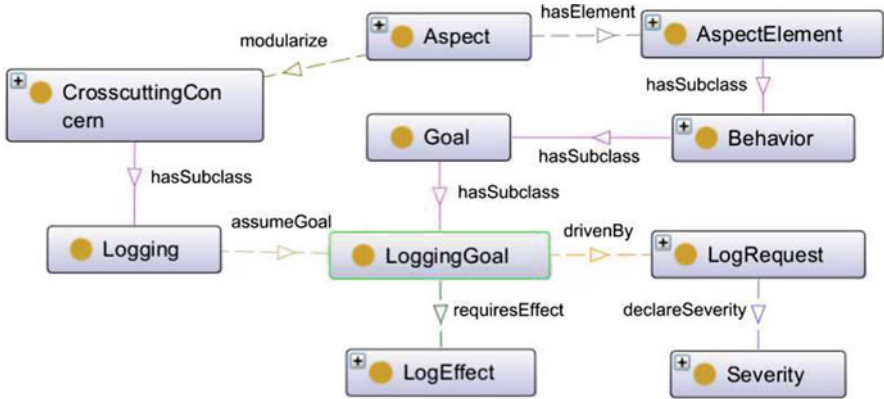 hasElement
Aspect
AspectElement
modularize
CrosscuttingCon
cern
hasSubclass
Goal
Behavior
hasSubclass
hasSubclass
hasSubclass
assumeGoal
drivenBy
Logging
LoggingGoal
LogRequest
requiresEffect
declareSeverity
LogEffect
Severity